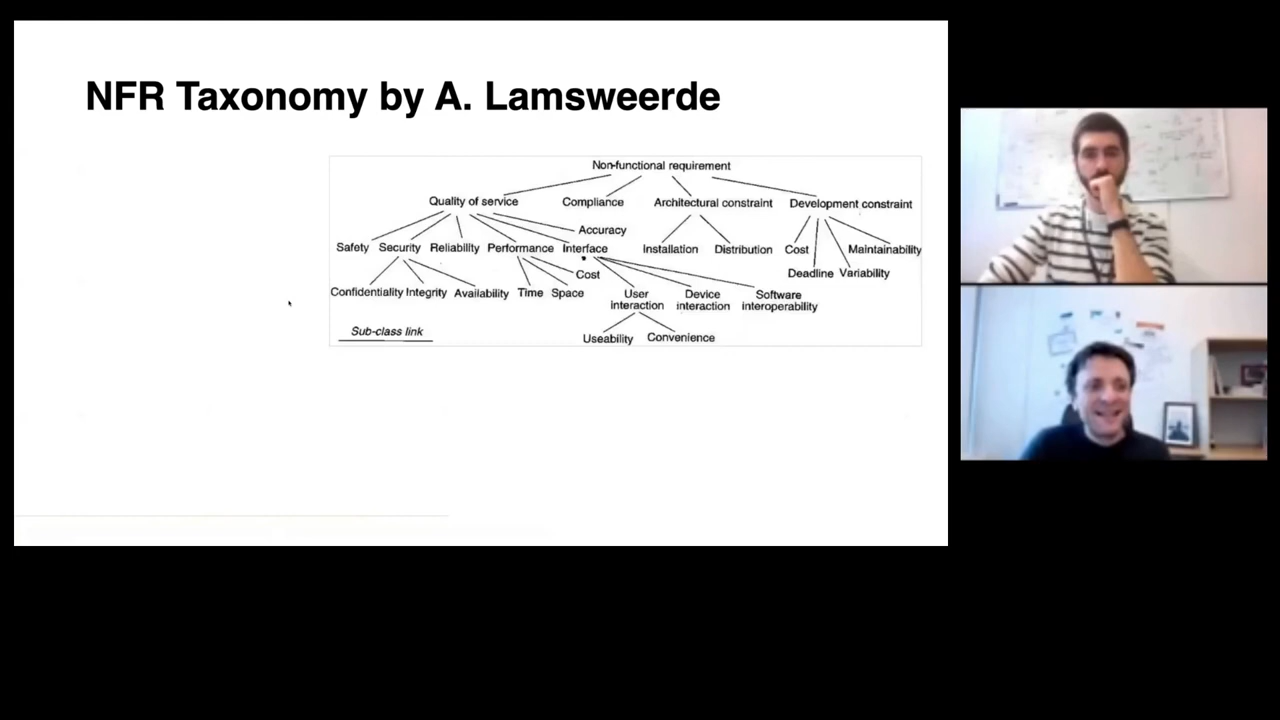 NFR Taxonomy by A. Lamsweerde
Non-functional requirement
Quality of service Compliance Architectural constraint Development constraint
Accuracy
Safety Security Reliability Performance Interface Installation Distribution Cost Maintainability
Cost Deadline Variability
Confidentiality Integrity Availability Time Space User interaction Device interaction Software interoperability
Sub-class link
Useability Convenience